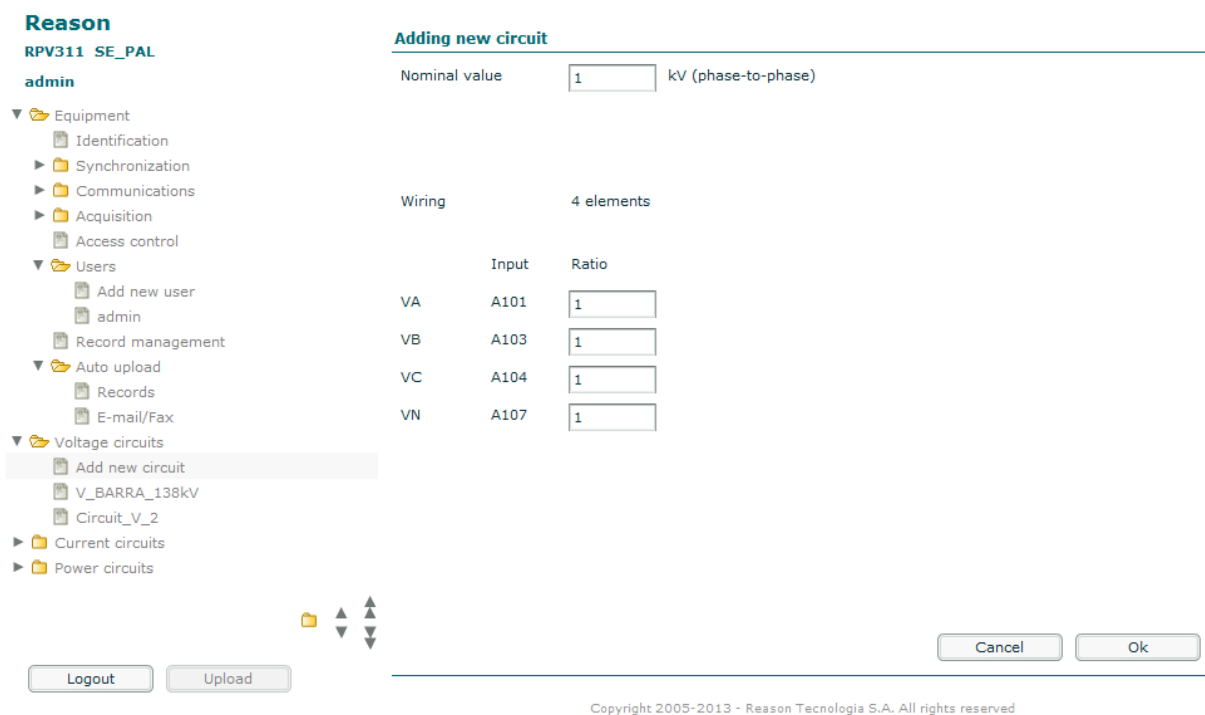 Reason
RPV311 SE_PAL
admin
Equipment
Identification
Synchronization
Communications
Acquisition
Access control
Users
Add new user
admin
Record management
Auto upload
Records
E-mail/Fax
Voltage circuits
Add new circuit
V_BARRA_138kV
Circuit_V_2
Current circuits
Power circuits
Logout Upload
Adding new circuit
Nominal value 1 kV (phase-to-phase)
Wiring 4 elements
Input Ratio
VA A101 1
VB A103 1
VC A104 1
VN A107 1
Cancel Ok
Copyright 2005-2013 - Reason Tecnologia S.A. All rights reserved